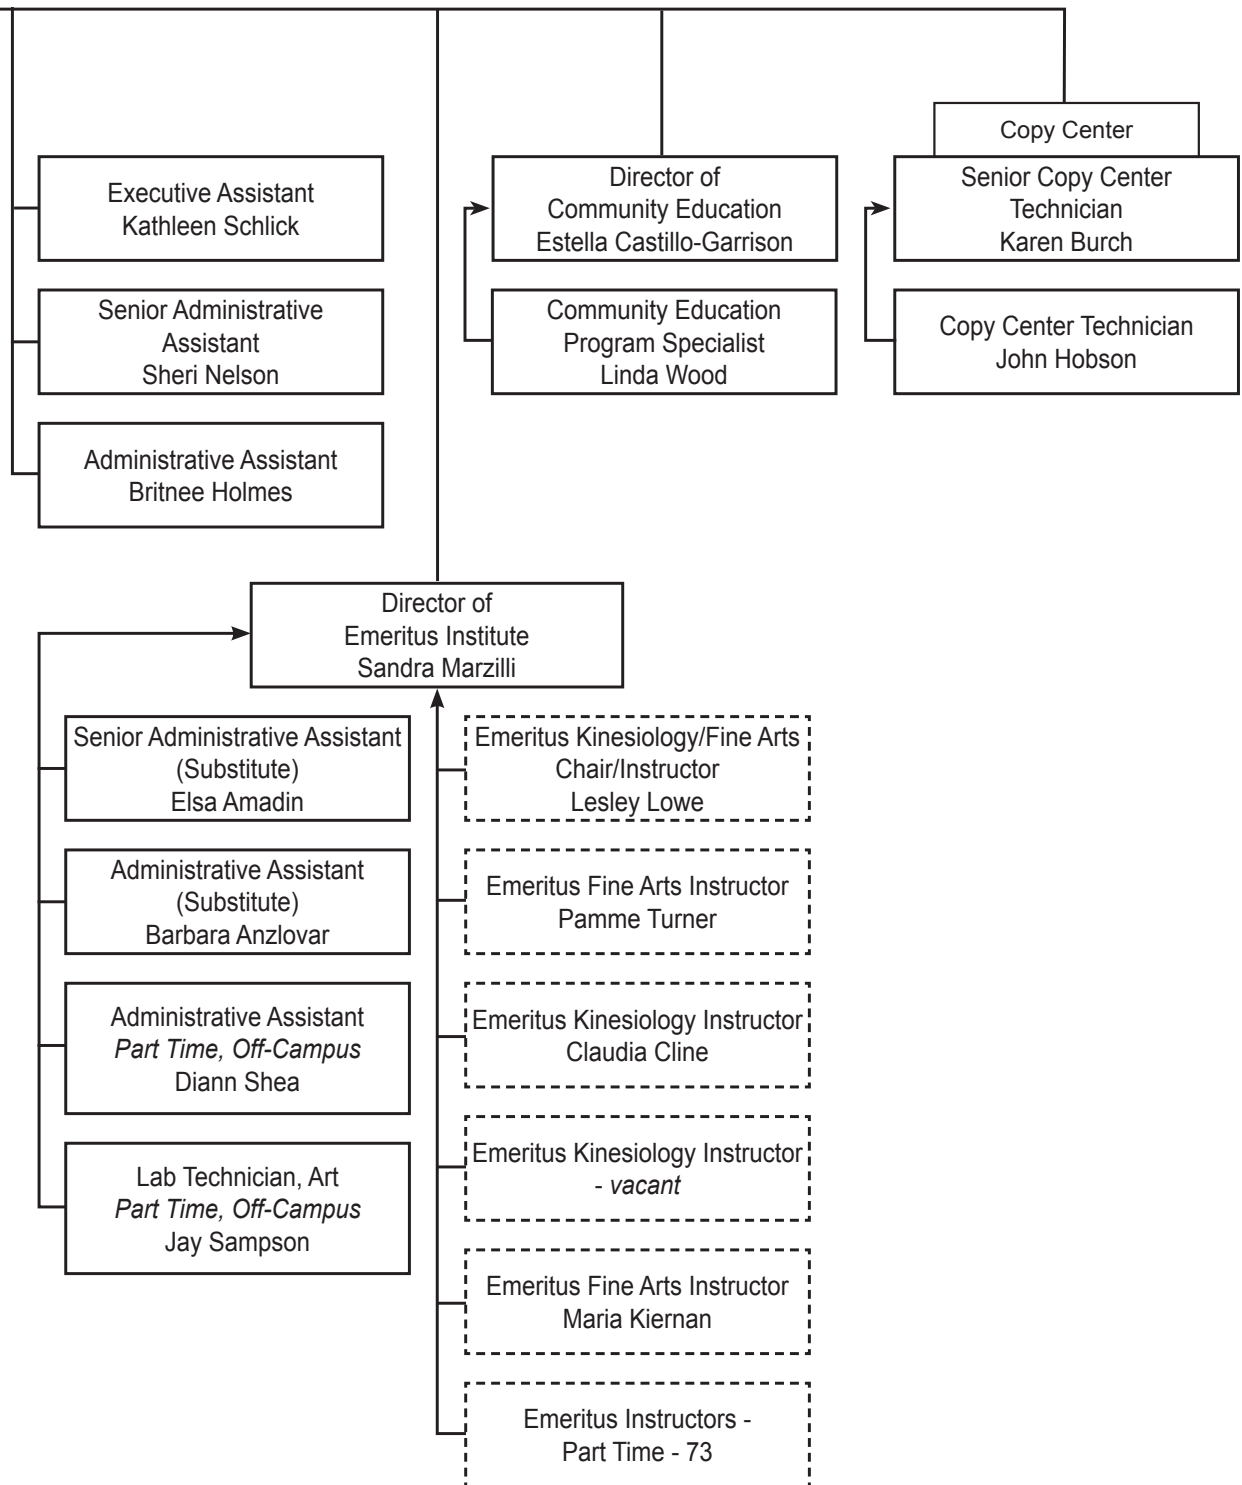 Copy Center
Executive Assistant
Kathleen Schlick
Director of
Community Education
Estella Castillo-Garrison
Senior Copy Center
Technician
Karen Burch
Senior Administrative
Assistant
Sheri Nelson
Community Education
Program Specialist
Linda Wood
Copy Center Technician
John Hobson
Administrative Assistant
Britnee Holmes
Director of
Emeritus Institute
Sandra Marzilli
Senior Administrative Assistant
(Substitute)
Elsa Amadin
Administrative Assistant
(Substitute)
Barbara Anzlovar
Administrative Assistant
Part Time, Off-Campus
Diann Shea
Lab Technician, Art
Part Time, Off-Campus
Jay Sampson
Emeritus Kinesiology/Fine Arts
Chair/Instructor
Lesley Lowe
Emeritus Fine Arts Instructor
Pamme Turner
Emeritus Kinesiology Instructor
Claudia Cline
Emeritus Kinesiology Instructor
- vacant
Emeritus Fine Arts Instructor
Maria Kiernan
Emeritus Instructors -
Part Time - 73